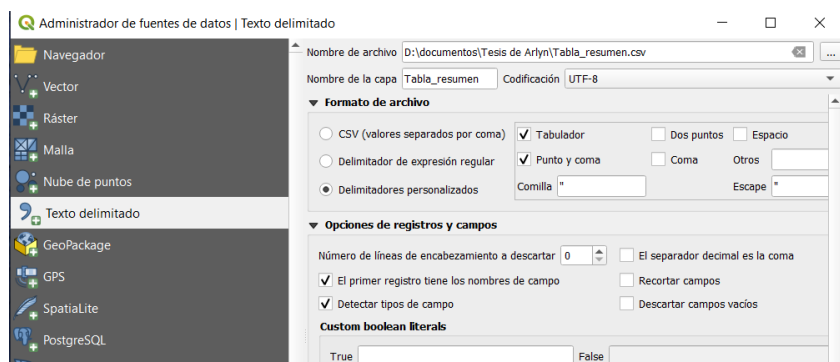 Administrador de fuentes de datos | Texto delimitado
Navegador
Vector
Ráster
Malla
Nube de puntos
Texto delimitado
GeoPackage
GPS
SpatiaLite
PostgreSQL
Nombre de archivo D:\documentos\Tesis de Arlyn\Tabla_resumen.csv ...
Nombre de la capa Tabla_resumen Codificación UTF-8
Formato de archivo
CSV (valores separados por coma) Tabulador Dos puntos Espacio
Delimitador de expresión regular Punto y coma Coma Otros
Delimitadores personalizados Comilla " Escape "
Opciones de registros y campos
Número de líneas de encabezamiento a descartar 0 El separador decimal es la coma
El primer registro tiene los nombres de campo Recortar campos
Detectar tipos de campo Descartar campos vacíos
Custom boolean literals
True False